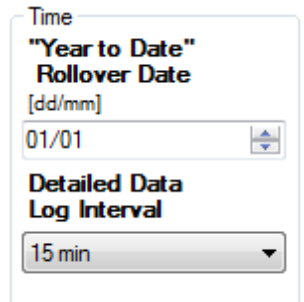 Time
"Year to Date"
Rollover Date
[dd/mm]
01/01
Detailed Data
Log Interval
15 min